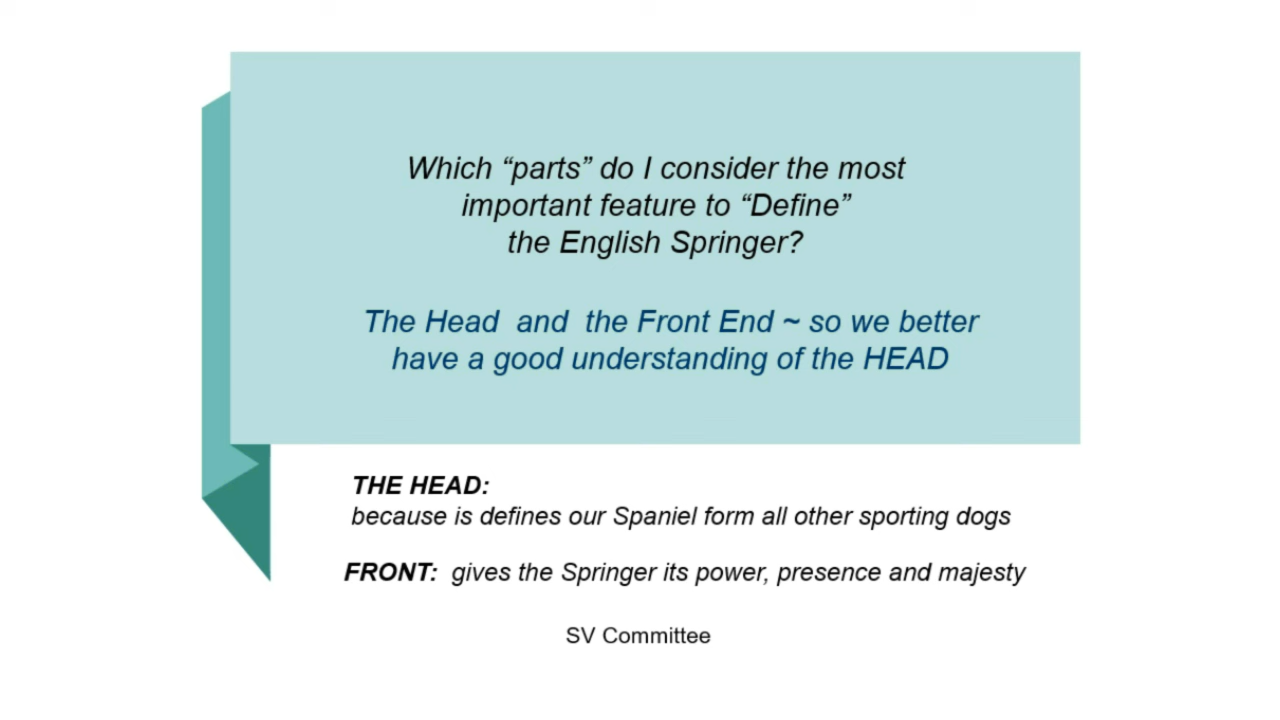 Which “parts” do I consider the most
important feature to “Define”
the English Springer?
The Head and the Front End ~ so we better
have a good understanding of the HEAD
THE HEAD:
because is defines our Spaniel form all other sporting dogs
FRONT: gives the Springer its power, presence and majesty
SV Committee